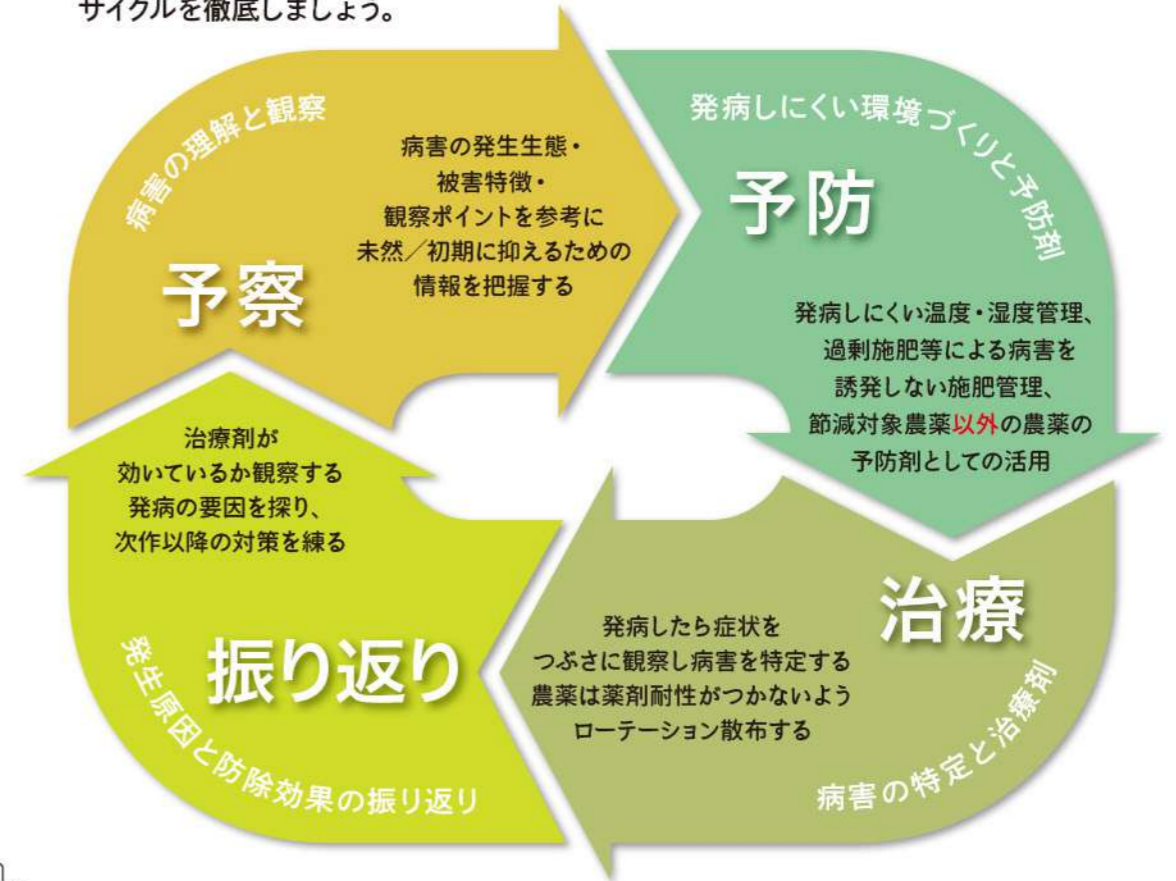 サイクルを徹底しましょう。
病害の理解と観察
予察
病害の発生生態・
被害特徴・
観察ポイントを参考に
未然／初期に抑えるための
情報を把握する
発病しにくい環境づくりと予防剤
予防
発病しにくい温度・湿度管理、
過剰施肥等による病害を
誘発しない施肥管理、
節減対象農薬以外の農薬の
予防剤としての活用
治療
発病したら症状を
つぶさに観察し病害を特定する
農薬は薬剤耐性がつかないよう
ローテーション散布する
病害の特定と治療剤
治療剤が
効いているか観察する
発病の要因を探り、
次作以降の対策を練る
振り返り
発生原因と防除効果の振り返り